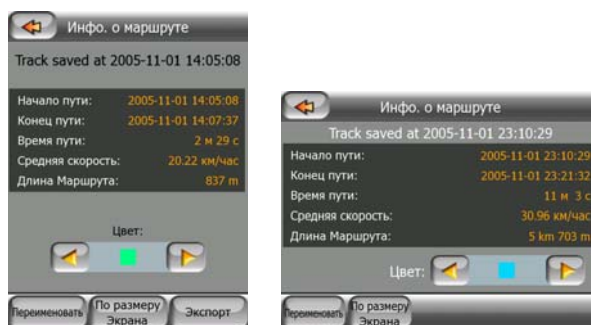 Инфо. о маршруте
Track saved at 2005-11-01 14:05:08
Начало пути: 2005-11-01 14:05:08
Конец пути: 2005-11-01 14:07:37
Время пути: 2 м 29 с
Средняя скорость: 20.22 км/час
Длина Маршрута: 837 m
Цвет:
Переименовать
По размеру
Экрана
Экспорт
Инфо. о маршруте
Track saved at 2005-11-01 23:10:29
Начало пути: 2005-11-01 23:10:29
Конец пути: 2005-11-01 23:21:32
Время пути: 11 м 3 с
Средняя скорость: 30.96 км/час
Длина Маршрута: 5 km 703 m
Цвет:
Переименовать
По размеру
Экрана